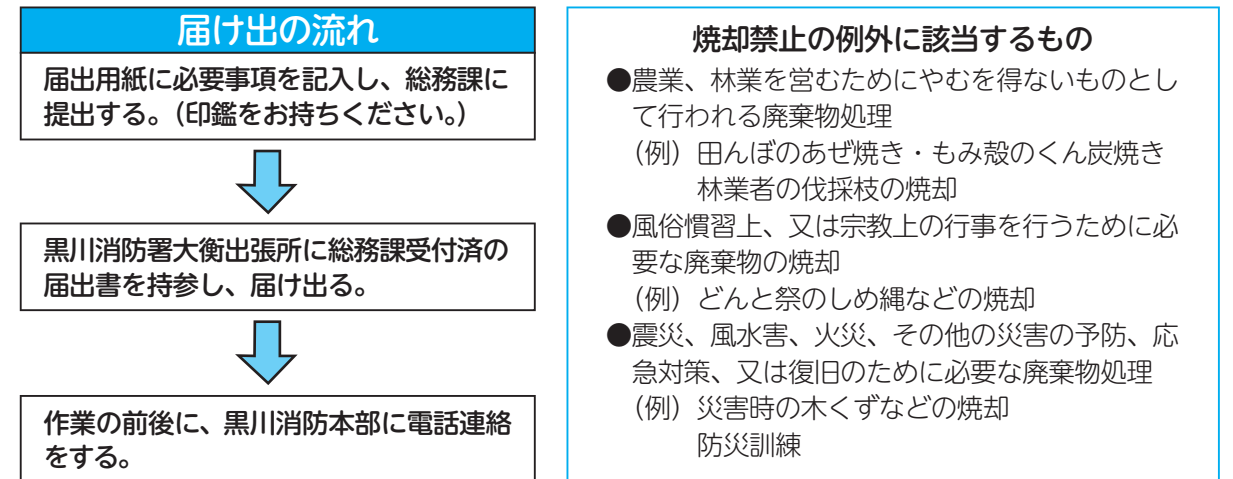 届け出の流れ
届出用紙に必要事項を記入し、総務課に
提出する。（印鑑をお持ちください。）
黒川消防署大衡出張所に総務課受付済の
届出書を持参し、届け出る。
作業の前後に、黒川消防本部に電話連絡
をする。
焼却禁止の例外に該当するもの
●農業、林業を営むためにやむを得ないものとし
て行われる廃棄物処理
（例）田んぼのあぜ焼き・もみ殻のくん炭焼き
林業者の伐採枝の焼却
●風俗慣習上、又は宗教上の行事を行うために必
要な廃棄物の焼却
（例）どんと祭のしめ縄などの焼却
●震災、風水害、火災、その他の災害の予防、応
急対策、又は復旧のために必要な廃棄物処理
（例）災害時の木くずなどの焼却
防災訓練